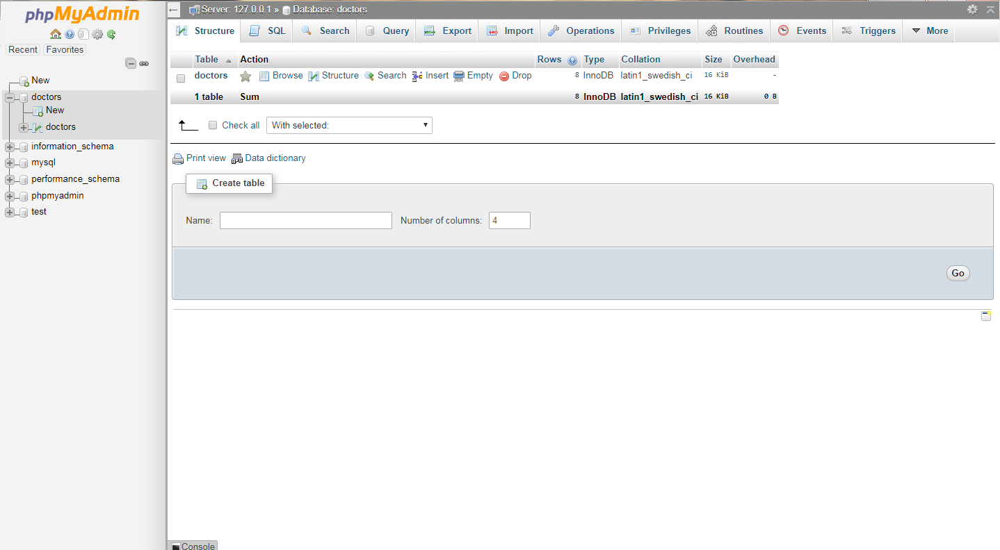 phpMyAdmin
Recent Favorites
New
doctors
New
doctors
information_schema
mysql
performance_schema
phpmyadmin
test
← Server: 127.0.0.1 » Database: doctors
Structure SQL Search Query Export Import Operations Privileges Routines Events Triggers More
Table Action Rows Type Collation Size Overhead
doctors Browse Structure Search Insert Empty Drop 8 InnoDB latin1_swedish_ci 16 KiB -
1 table Sum 8 InnoDB latin1_swedish_ci 16 KiB 0 B
Check all With selected:
Print view Data dictionary
Create table
Name: Number of columns: 4
Go
Console